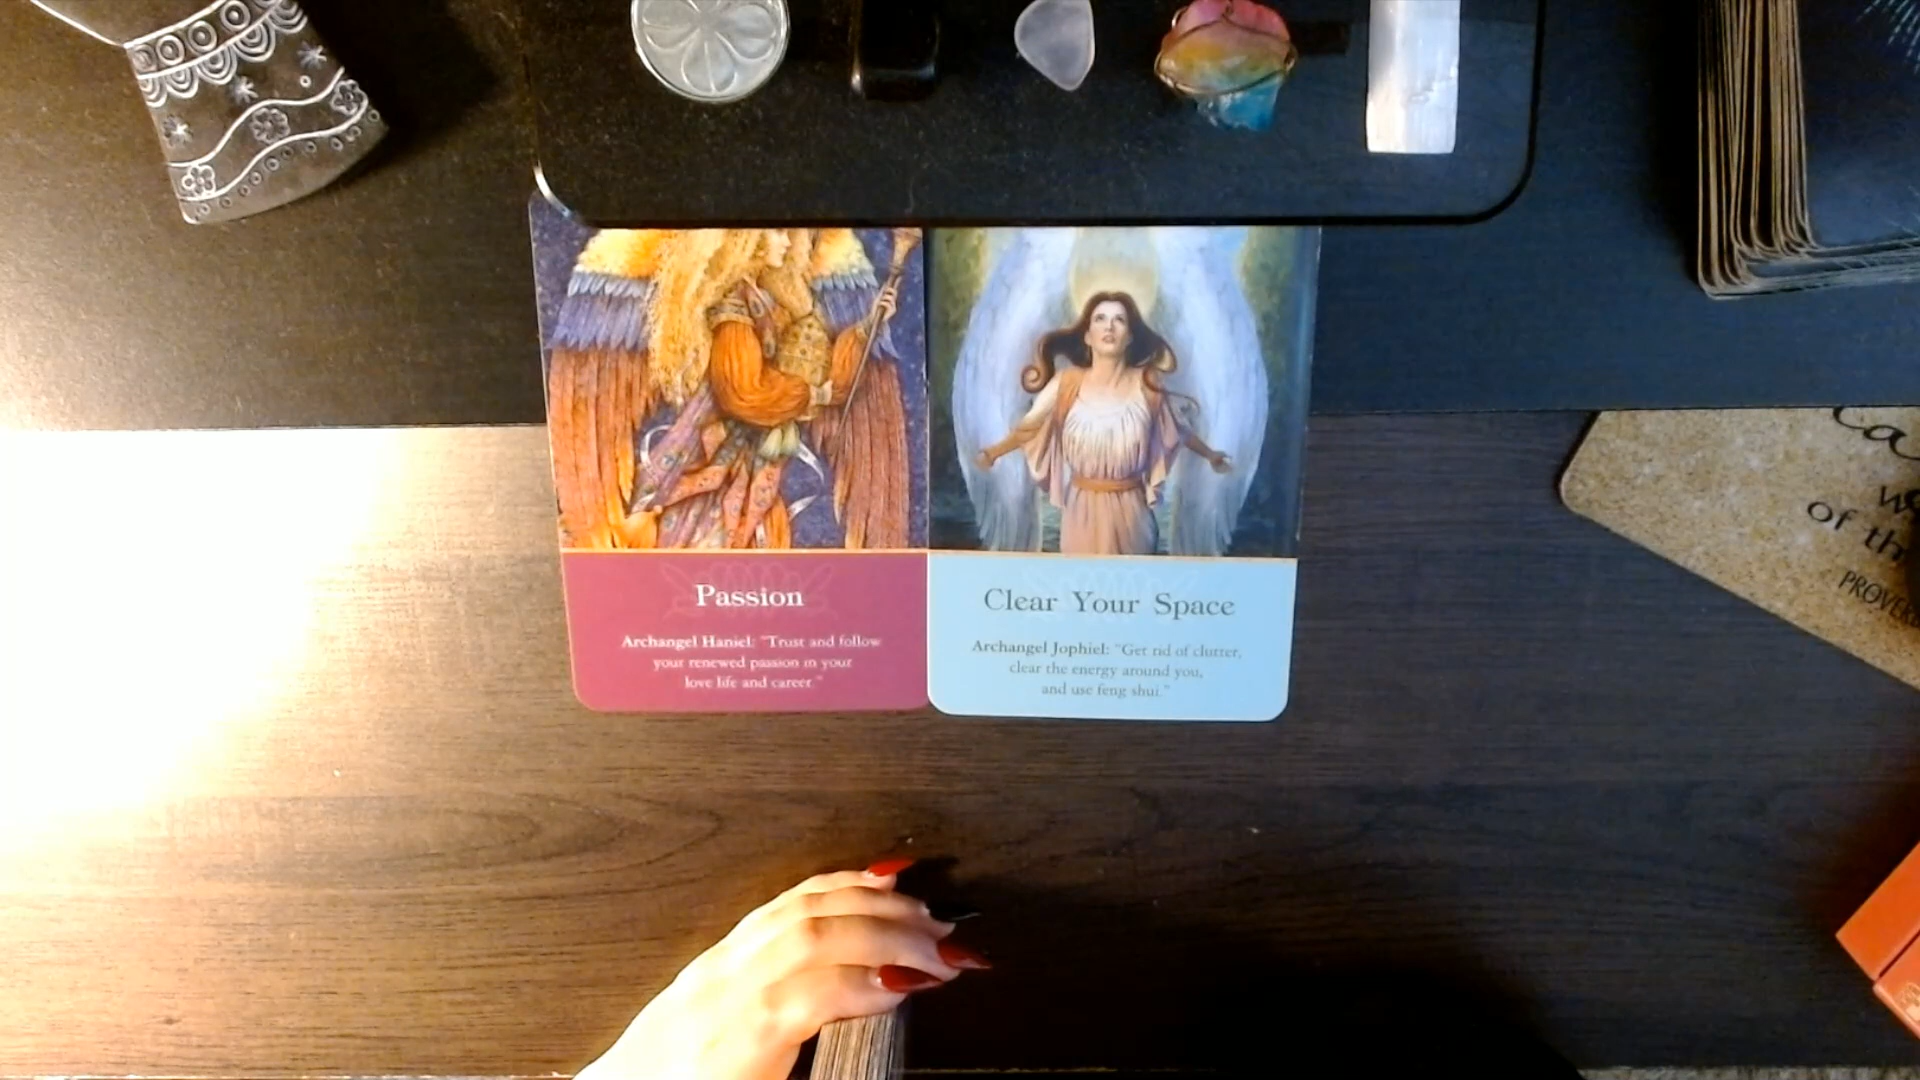 Passion
Archangel Haniel: "Trust and follow
your renewed passion in your
love life and career."
Clear Your Space
Archangel Jophiel: "Get rid of clutter,
clear the energy around you,
and use feng shui."
of th
PROVER